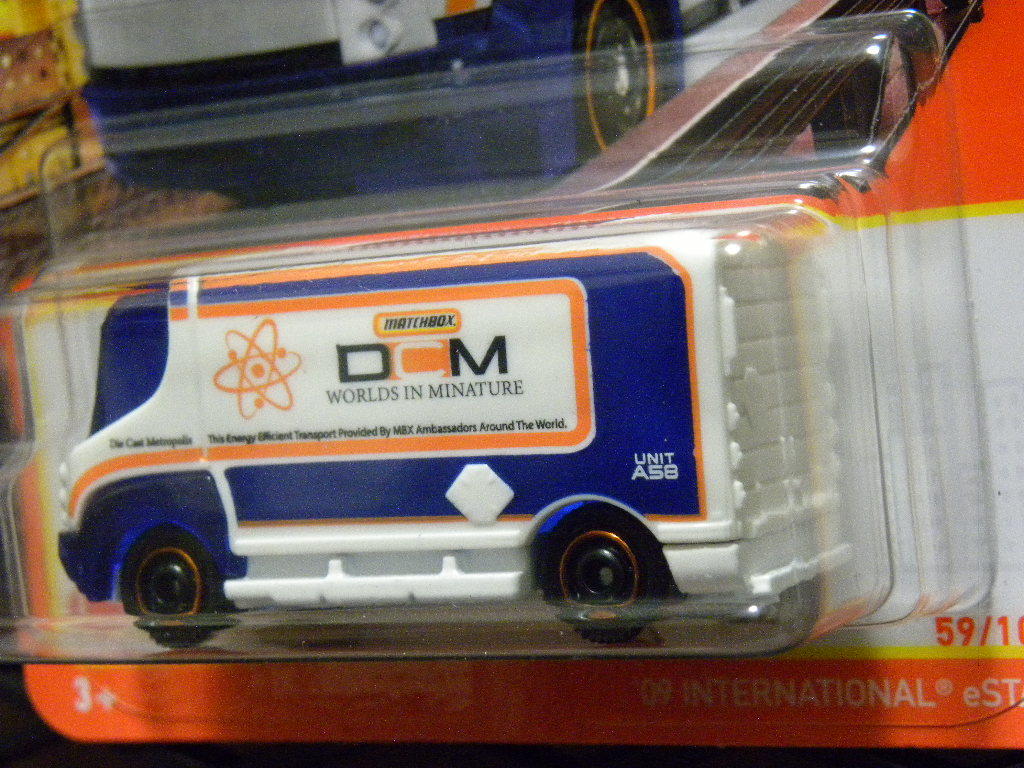 MATCHBOX
DCM
WORLDS IN MINATURE
Die Cast Metropolis
This Energy Efficient Transport Provided By MBX Ambassadors Around The World.
UNIT
A58
59/10
3+
09 INTERNATIONAL® eST